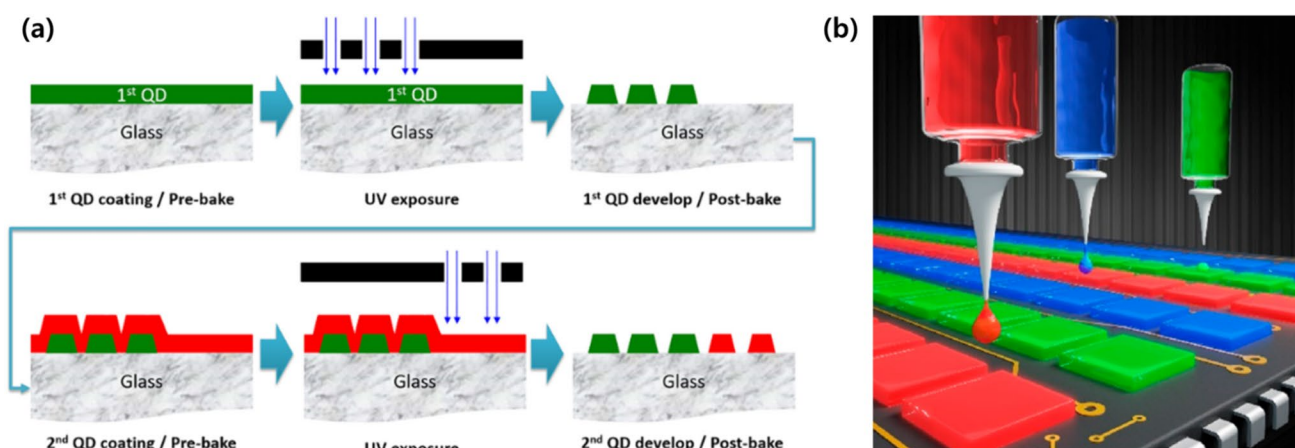 (a)
(b)
1st QD
Glass
1st QD coating / Pre-bake
1st QD
Glass
UV exposure
Glass
1st QD develop / Post-bake
Glass
2nd QD coating / Pre-bake
Glass
UV exposure
Glass
2nd QD develop / Post-bake